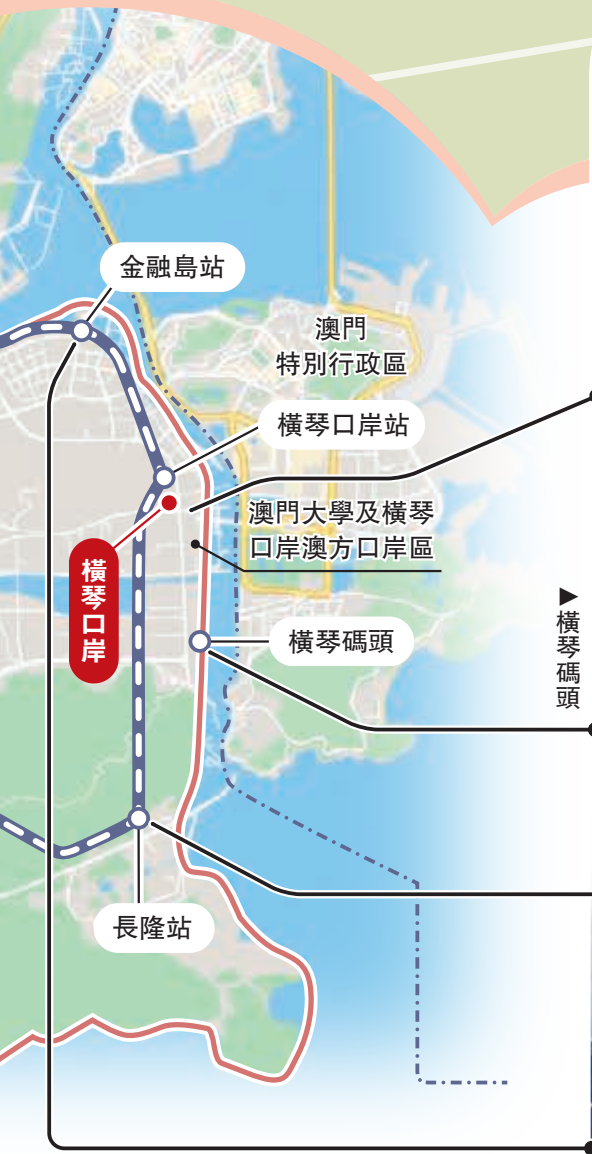 金融島站
澳門
特別行政區
橫琴口岸站
澳門大學及橫琴
口岸澳方口岸區
橫琴口岸
橫琴碼頭
▶橫琴碼頭
長隆站